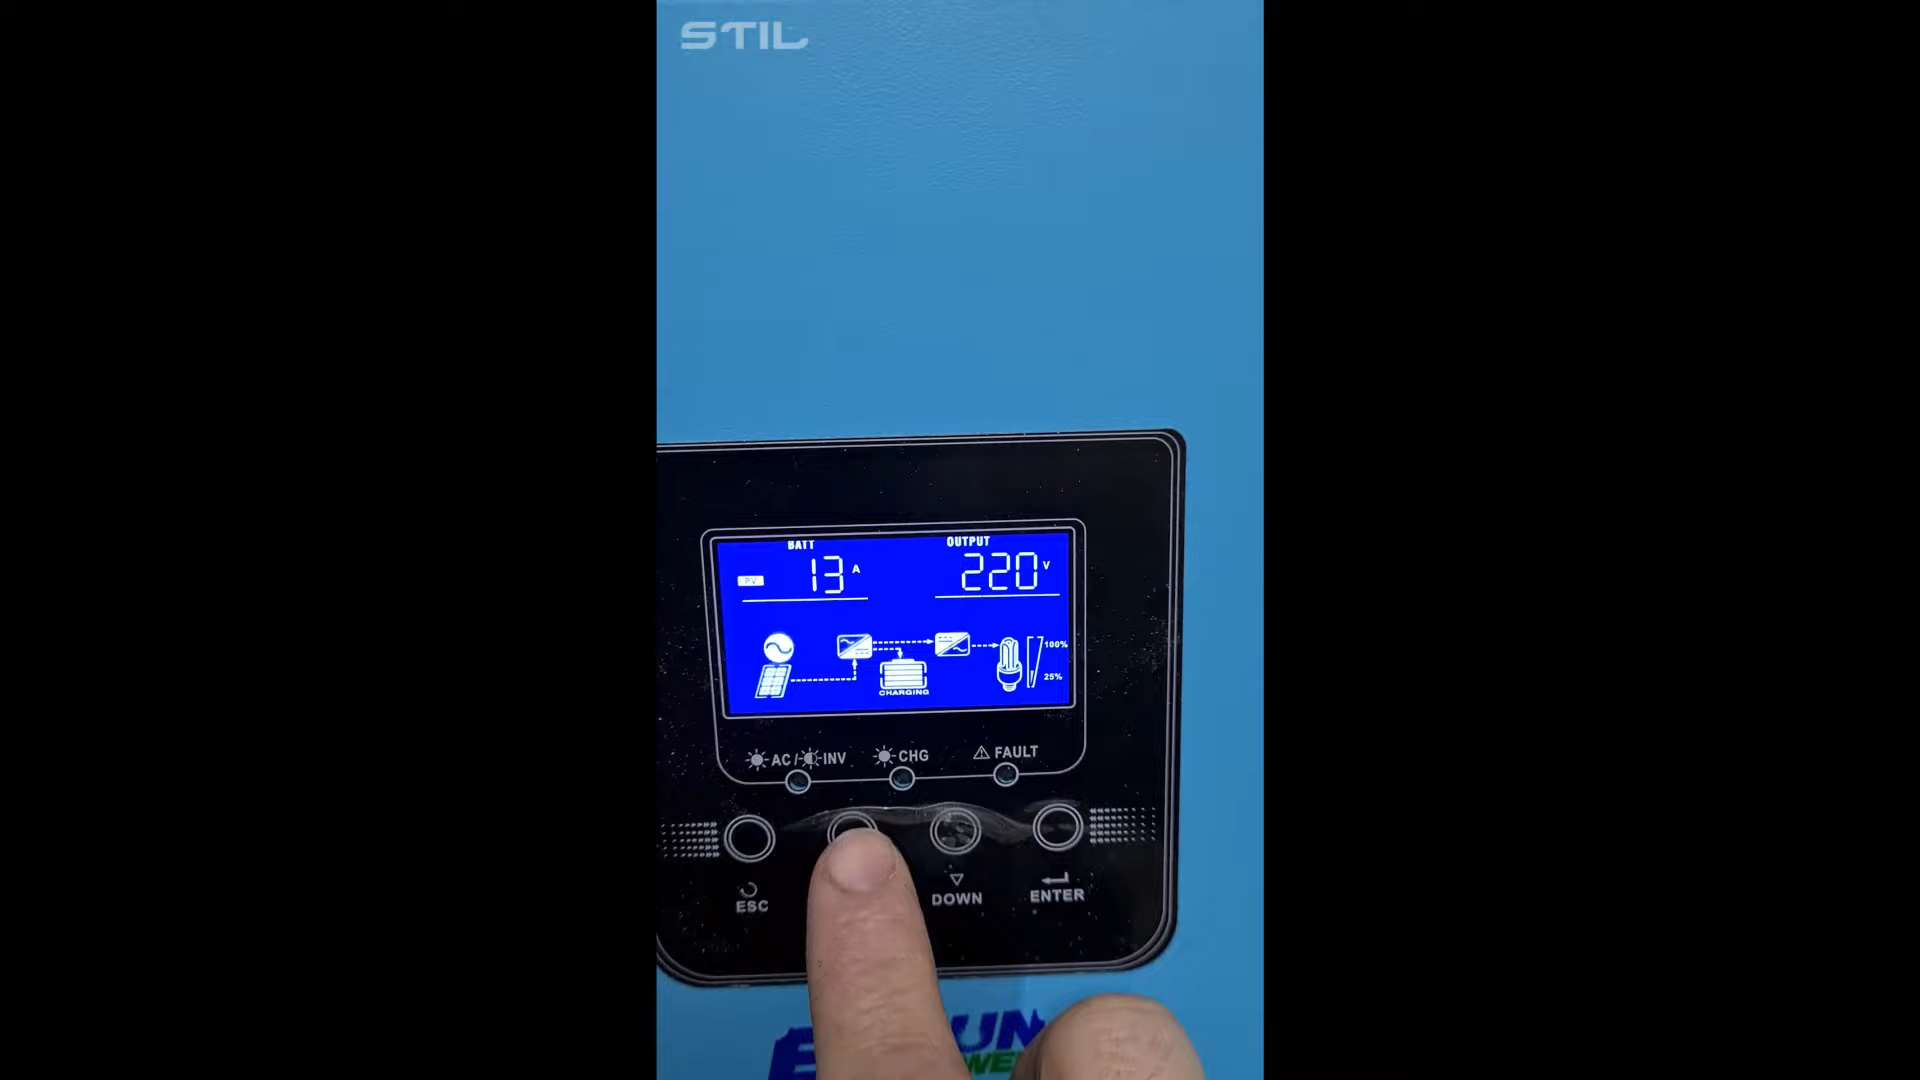 STIL
BATT
OUTPUT
PV
13 A
220 V
100%
25%
CHARGING
AC/ INV
CHG
FAULT
ESC
DOWN
ENTER